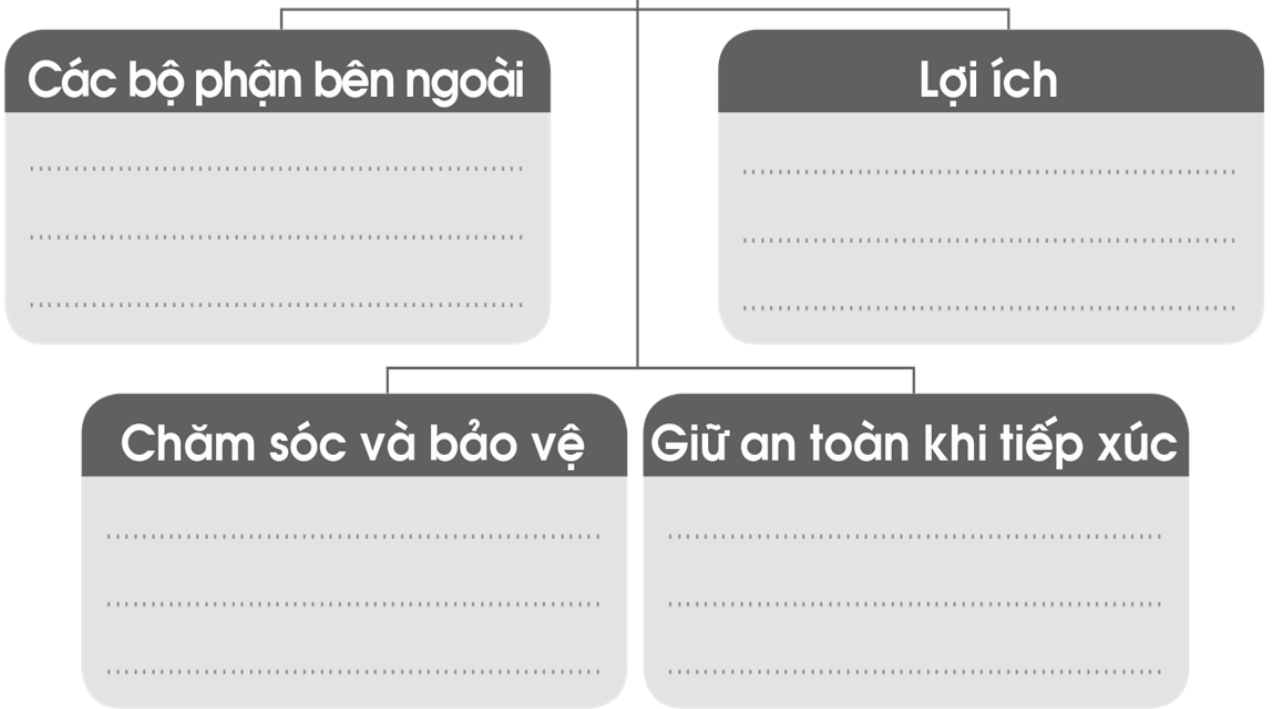 Các bộ phận bên ngoài
Lợi ích
Chăm sóc và bảo vệ
Giữ an toàn khi tiếp xúc